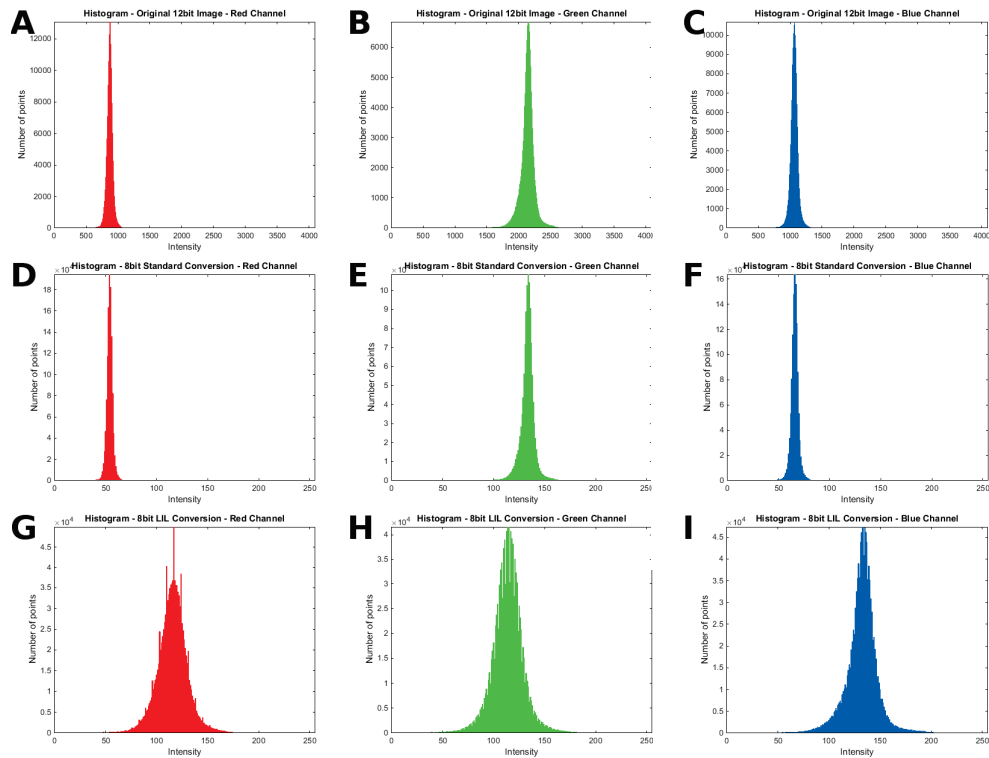 A
Histogram - Original 12bit Image - Red Channel
Number of points
12000
10000
8000
6000
4000
2000
0 500 1000 1500 2000 2500 3000 3500 4000
Intensity
B
Histogram - Original 12bit Image - Green Channel
Number of points
6000
5000
4000
3000
2000
1000
0
0 500 1000 1500 2000 2500 3000 3500 4000
Intensity
C
Histogram - Original 12bit Image - Blue Channel
Number of points
10000
9000
8000
7000
6000
5000
4000
3000
2000
1000
0
0 500 1000 1500 2000 2500 3000 3500 4000
Intensity
D
Histogram - 8bit Standard Conversion - Red Channel
Number of points
18
16
14
12
10
8
6
4
2
0
0 50 100 150 200 250
Intensity
E
Histogram - 8bit Standard Conversion - Green Channel
Number of points
10
9
8
7
6
5
4
3
2
1
0
0 50 100 150 200 250
Intensity
F
Histogram - 8bit Standard Conversion - Blue Channel
Number of points
16
14
12
10
8
6
4
2
0
0 50 100 150 200 250
Intensity
G
×10⁴
Histogram - 8bit LIL Conversion - Red Channel
Number of points
4.5
4
3.5
3
2.5
2
1.5
1
0.5
0
0 50 100 150 200 250
Intensity
H
×10⁴
Histogram - 8bit LIL Conversion - Green Channel
Number of points
4
3.5
3
2.5
2
1.5
1
0.5
0
0 50 100 150 200 250
Intensity
I
×10⁴
Histogram - 8bit LIL Conversion - Blue Channel
Number of points
4.5
4
3.5
3
2.5
2
1.5
1
0.5
0
0 50 100 150 200 250
Intensity